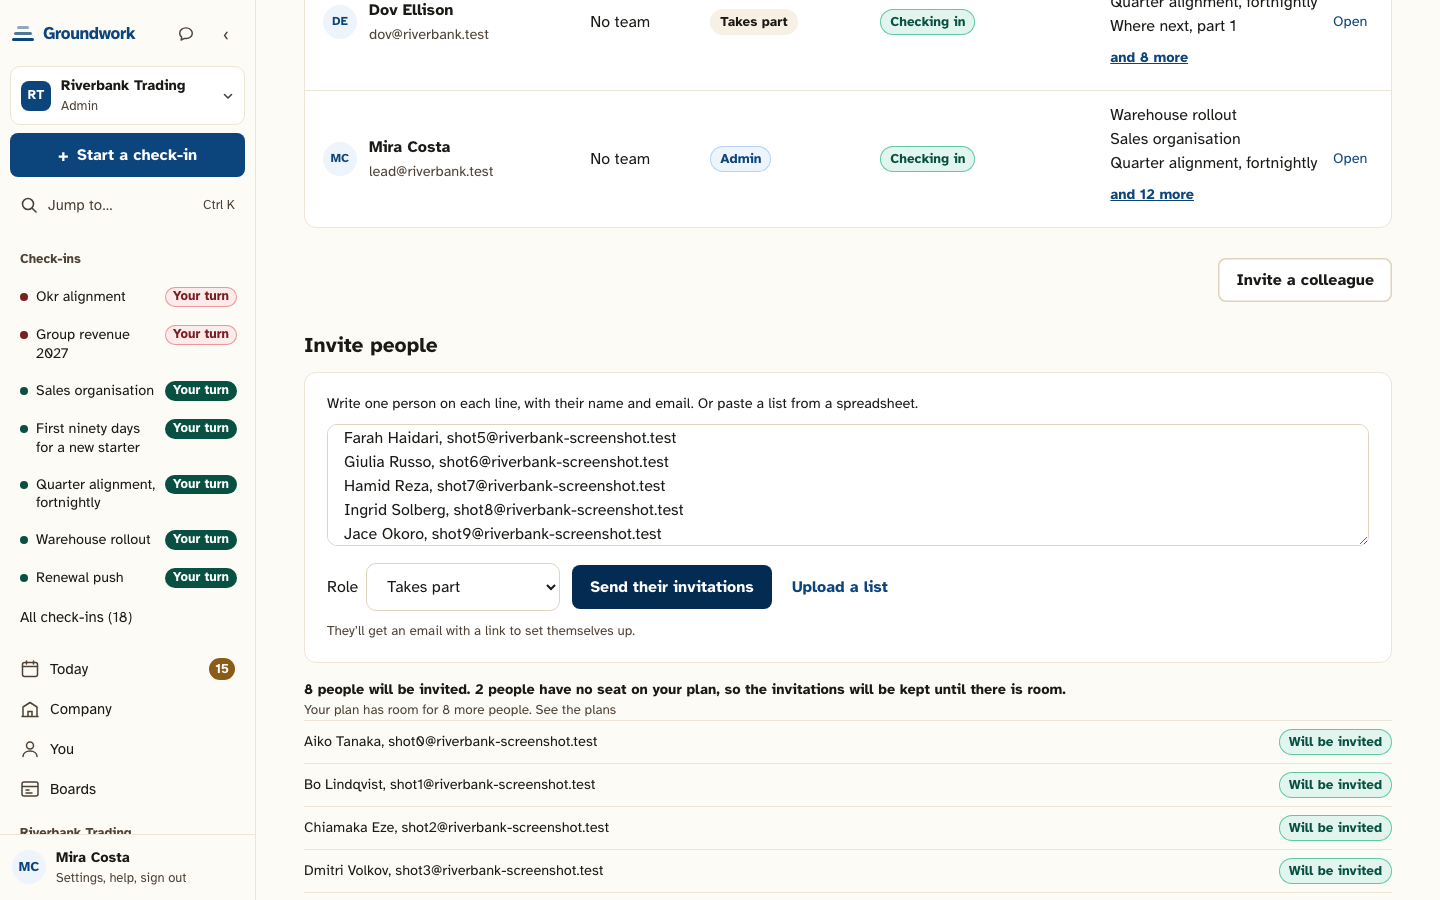 Groundwork
RT
Riverbank Trading
Admin
+ Start a check-in
Jump to...
Ctrl K
Check-ins
Okr alignment
Your turn
Group revenue 2027
Your turn
Sales organisation
Your turn
First ninety days for a new starter
Your turn
Quarter alignment, fortnightly
Your turn
Warehouse rollout
Your turn
Renewal push
Your turn
All check-ins (18)
Today
15
Company
You
Boards
Riverbank Trading
MC
Mira Costa
Settings, help, sign out
DE
Dov Ellison
dov@riverbank.test
No team
Takes part
Checking in
Quarter alignment, fortnightly
Where next, part 1
and 8 more
Open
MC
Mira Costa
lead@riverbank.test
No team
Admin
Checking in
Warehouse rollout
Sales organisation
Quarter alignment, fortnightly
and 12 more
Open
Invite a colleague
Invite people
Write one person on each line, with their name and email. Or paste a list from a spreadsheet.
Farah Haidari, shot5@riverbank-screenshot.test
Giulia Russo, shot6@riverbank-screenshot.test
Hamid Reza, shot7@riverbank-screenshot.test
Ingrid Solberg, shot8@riverbank-screenshot.test
Jace Okoro, shot9@riverbank-screenshot.test
Role
Takes part
Send their invitations
Upload a list
They'll get an email with a link to set themselves up.
8 people will be invited. 2 people have no seat on your plan, so the invitations will be kept until there is room.
Your plan has room for 8 more people. See the plans
Aiko Tanaka, shot0@riverbank-screenshot.test
Will be invited
Bo Lindqvist, shot1@riverbank-screenshot.test
Will be invited
Chiamaka Eze, shot2@riverbank-screenshot.test
Will be invited
Dmitri Volkov, shot3@riverbank-screenshot.test
Will be invited